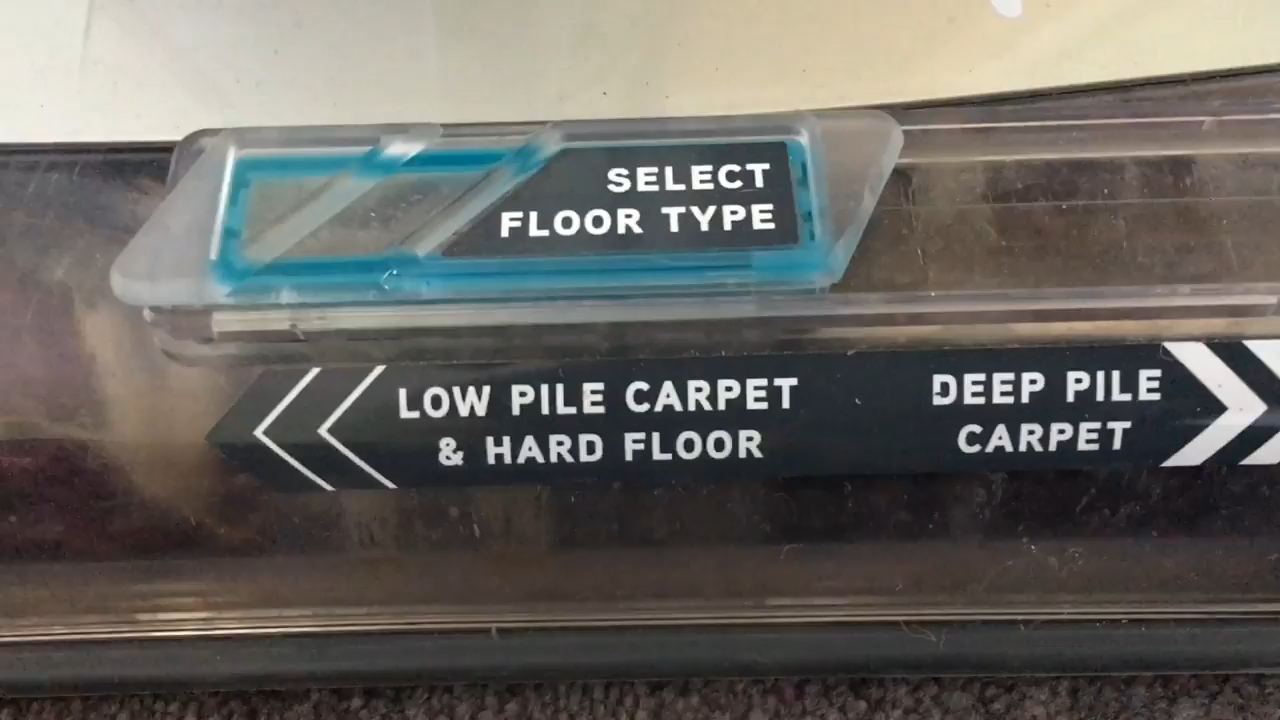 SELECT
FLOOR TYPE
LOW PILE CARPET
& HARD FLOOR
DEEP PILE
CARPET